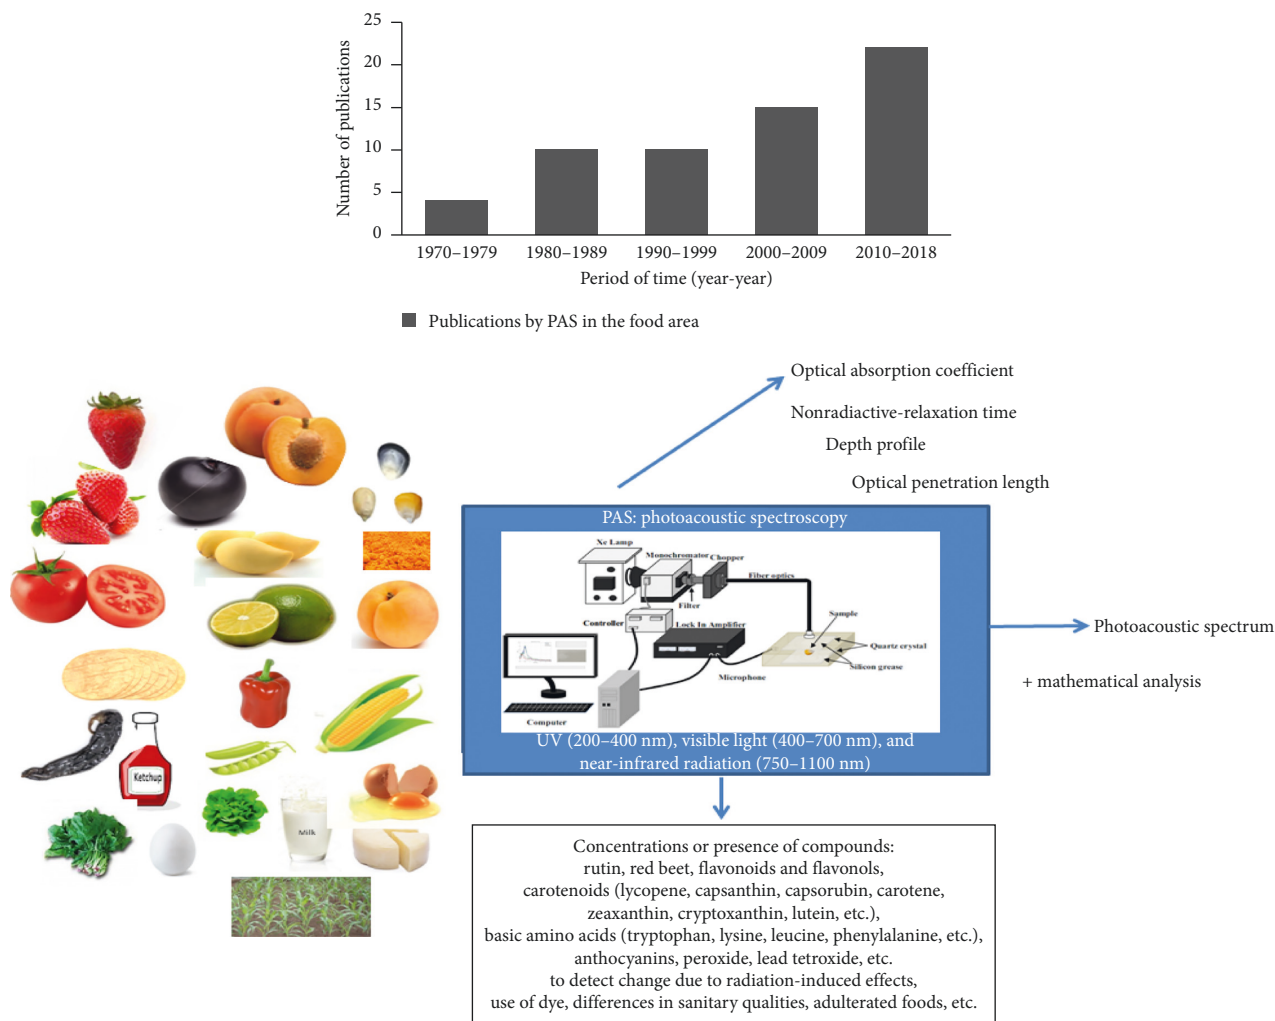 Number of publications
25
20
15
10
5
0
1970–1979
1980–1989
1990–1999
2000–2009
2010–2018
Period of time (year-year)
Publications by PAS in the food area
Optical absorption coefficient
Nonradiactive-relaxation time
Depth profile
Optical penetration length
PAS: photoacoustic spectroscopy
Xe Lamp
Monochromator
Chopper
Fiber optics
Filter
Sample
Controller
Lock In Amplifier
Quartz crystal
Silicon grease
Microphone
Computer
UV (200–400 nm), visible light (400–700 nm), and
near-infrared radiation (750–1100 nm)
Photoacoustic spectrum
+ mathematical analysis
Ketchup
Milk
Concentrations or presence of compounds:
rutin, red beet, flavonoids and flavonols,
carotenoids (lycopene, capsanthin, capsorubin, carotene,
zeaxanthin, cryptoxanthin, lutein, etc.),
basic amino acids (tryptophan, lysine, leucine, phenylalanine, etc.),
anthocyanins, peroxide, lead tetroxide, etc.
to detect change due to radiation-induced effects,
use of dye, differences in sanitary qualities, adulterated foods, etc.